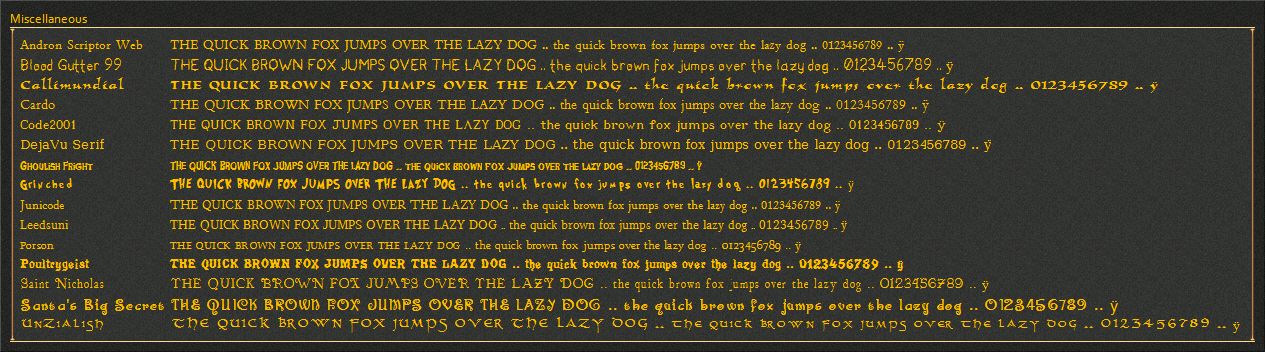 Miscellaneous
Andron Scriptor Web THE QUICK BROWN FOX JUMPS OVER THE LAZY DOG .. the quick brown fox jumps over the lazy dog .. 0123456789 .. ÿ
Blood Gutter 99 THE QUICK BROWN FOX JUMPS OVER THE LAZY DOG .. the quick brown fox jumps over the lazy dog .. 0123456789 .. ÿ
Callimundial THE QUICK BROWN FOX JUMPS OVER THE LAZY DOG .. the quick brown fox jumps over the lazy dog .. 0123456789 .. ÿ
Cardo THE QUICK BROWN FOX JUMPS OVER THE LAZY DOG .. the quick brown fox jumps over the lazy dog .. 0123456789 .. ÿ
Code2001 THE QUICK BROWN FOX JUMPS OVER THE LAZY DOG .. the quick brown fox jumps over the lazy dog .. 0123456789 .. ÿ
DejaVu Serif THE QUICK BROWN FOX JUMPS OVER THE LAZY DOG .. the quick brown fox jumps over the lazy dog .. 0123456789 .. ÿ
Ghoulish Fright THE QUICK BROWN FOX JUMPS OVER THE LAZY DOG .. THE QUICK BROWN FOX JUMPS OVER THE LAZY DOG .. 0123456789 .. Ÿ
Grinched THE QUICK BROWN FOX JUMPS OVER THE LAZY DOG .. the quick brown fox jumps over the lazy dog .. 0123456789 .. ÿ
Junicode THE QUICK BROWN FOX JUMPS OVER THE LAZY DOG .. the quick brown fox jumps over the lazy dog .. 0123456789 .. ÿ
Leedsuni THE QUICK BROWN FOX JUMPS OVER THE LAZY DOG .. the quick brown fox jumps over the lazy dog .. 0123456789 .. ÿ
Porson THE QUICK BROWN FOX JUMPS OVER THE LAZY DOG .. the quick brown fox jumps over the lazy dog .. 0123456789 .. ÿ
Poultrygeist THE QUICK BROWN FOX JUMPS OVER THE LAZY DOG .. the quick brown fox jumps over the lazy dog .. 0123456789 .. ÿ
Saint Nicholas THE QUICK BROWN FOX JUMPS OVER THE LAZY DOG .. the quick brown fox jumps over the lazy dog .. 0123456789 .. ÿ
Santa's Big Secret THE QUICK BROWN FOX JUMPS OVER THE LAZY DOG .. the quick brown fox jumps over the lazy dog .. 0123456789 .. ÿ
Unzialish THE QUICK BROWN FOX JUMPS OVER THE LAZY DOG .. the quick brown fox jumps over the lazy dog .. 0123456789 .. ÿ